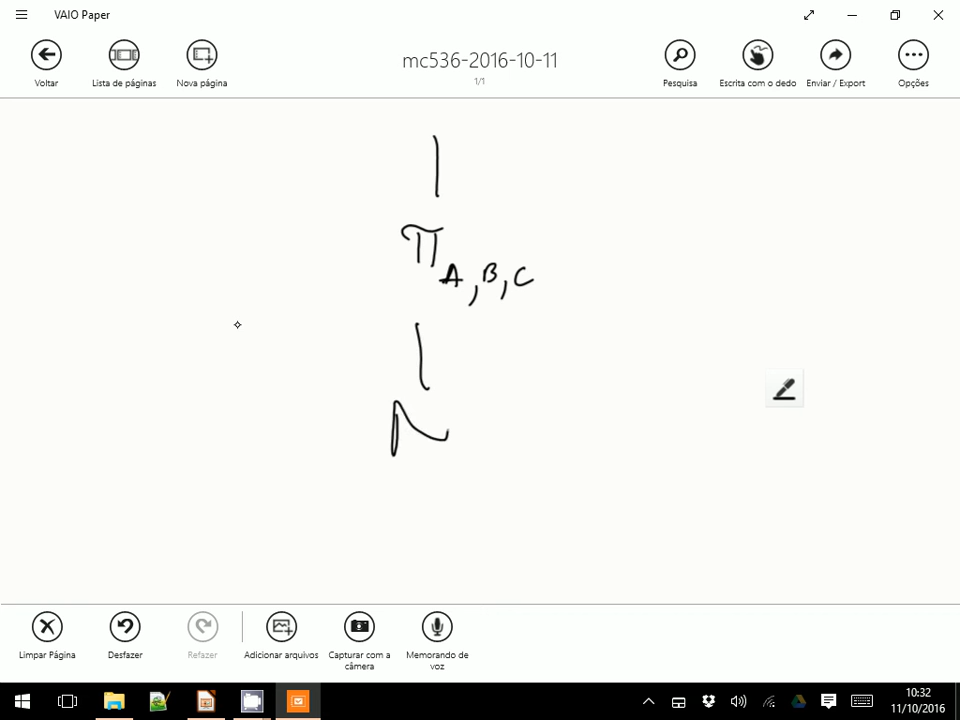 VAIO Paper
Voltar
Lista de páginas
Nova página
mc536-2016-10-11
1/1
Pesquisa
Escrita com o dedo
Enviar / Export
Opções
π A, B, C
Limpar Página
Desfazer
Refazer
Adicionar arquivos
Capturar com a
câmera
Memorando de
voz
10:32
11/10/2016